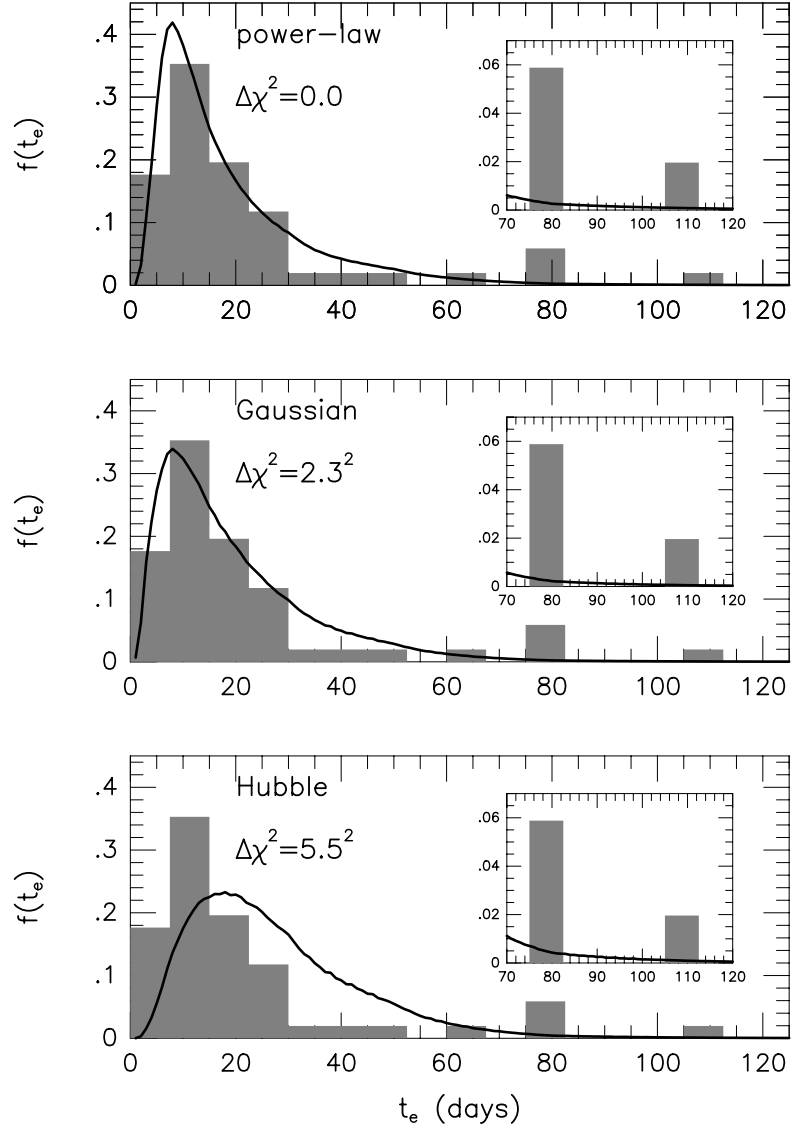 power-law
Δχ²=0.0
f(tₑ)
.4
.3
.2
.1
0
0 20 40 60 80 100 120
.06
.04
.02
0
70 80 90 100 110 120
Gaussian
Δχ²=2.3²
f(tₑ)
.4
.3
.2
.1
0
0 20 40 60 80 100 120
.06
.04
.02
0
70 80 90 100 110 120
Hubble
Δχ²=5.5²
f(tₑ)
.4
.3
.2
.1
0
0 20 40 60 80 100 120
.06
.04
.02
0
70 80 90 100 110 120
tₑ (days)